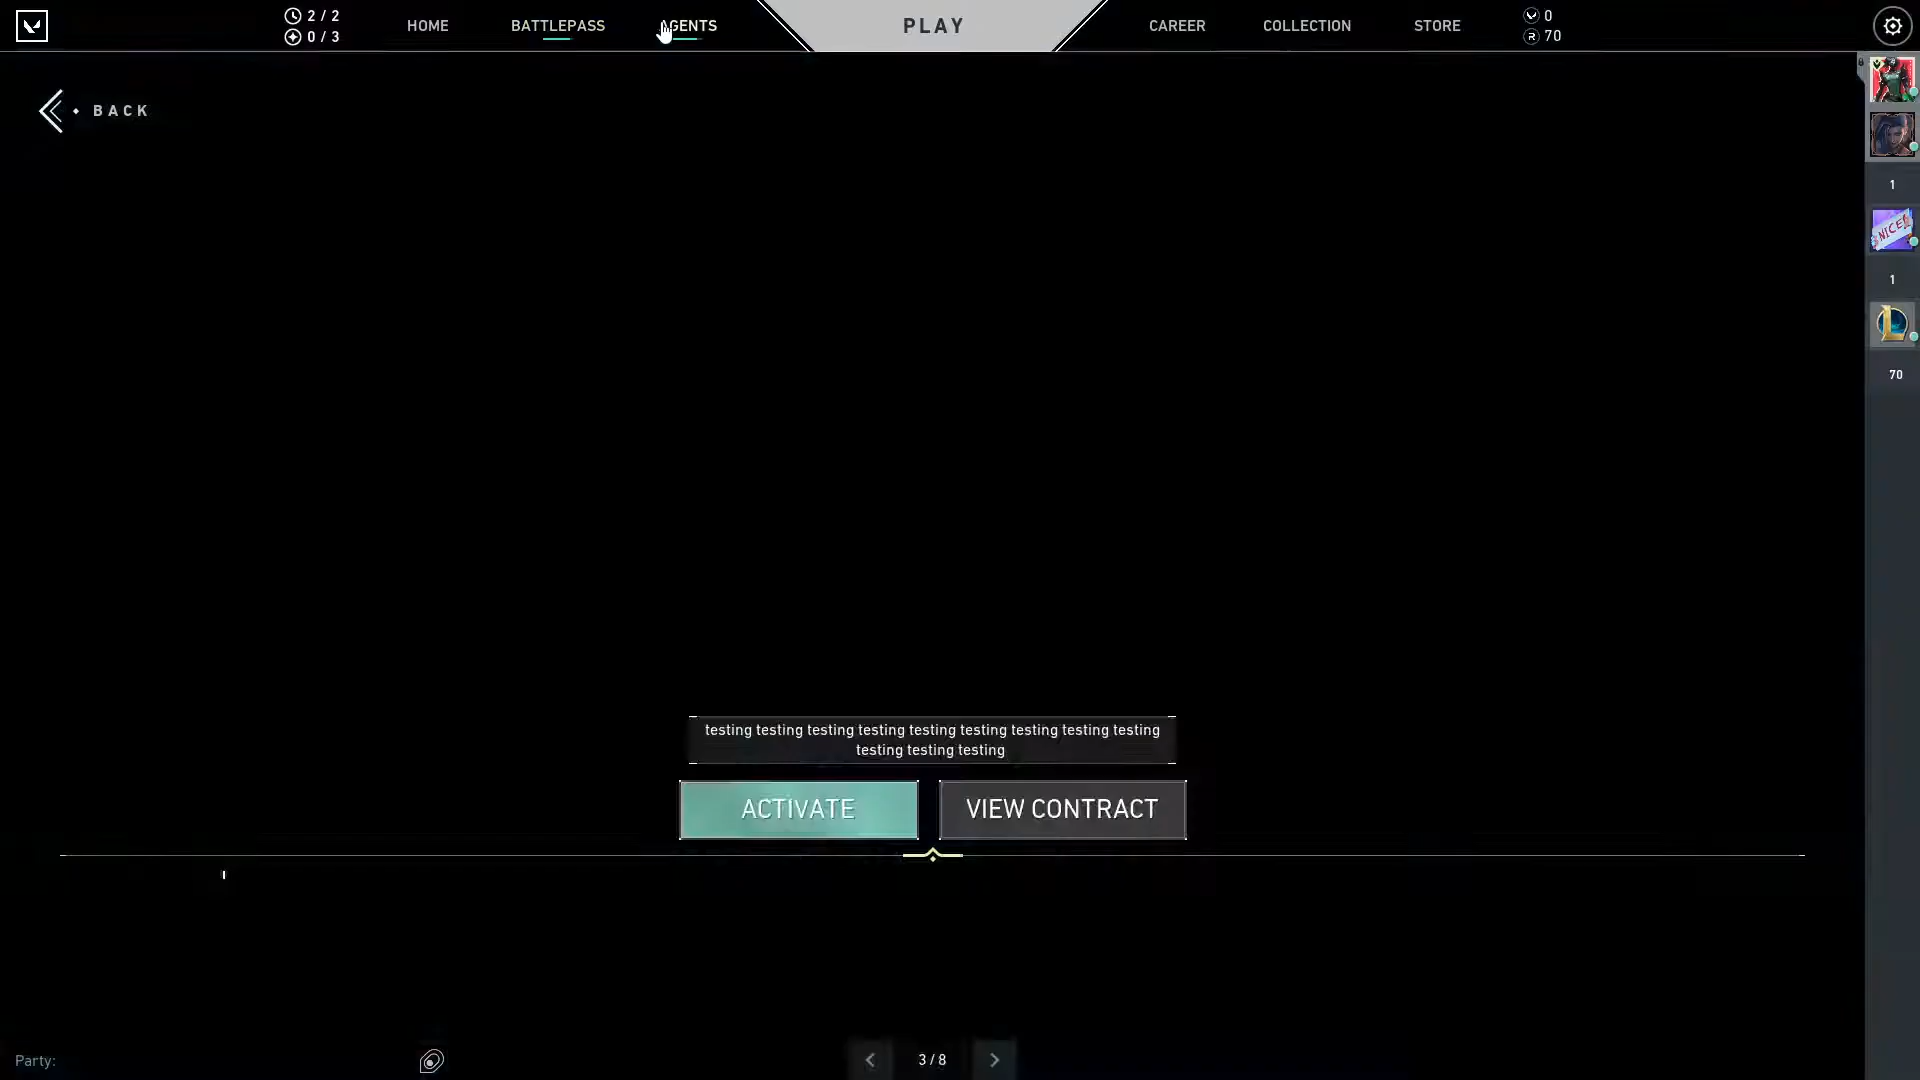 2 / 2
0 / 3
HOME
BATTLEPASS
AGENTS
PLAY
CAREER
COLLECTION
STORE
0
70
BACK
1
NICE!
1
70
testing testing testing testing testing testing testing testing testing
testing testing testing
ACTIVATE
VIEW CONTRACT
Party:
3 / 8